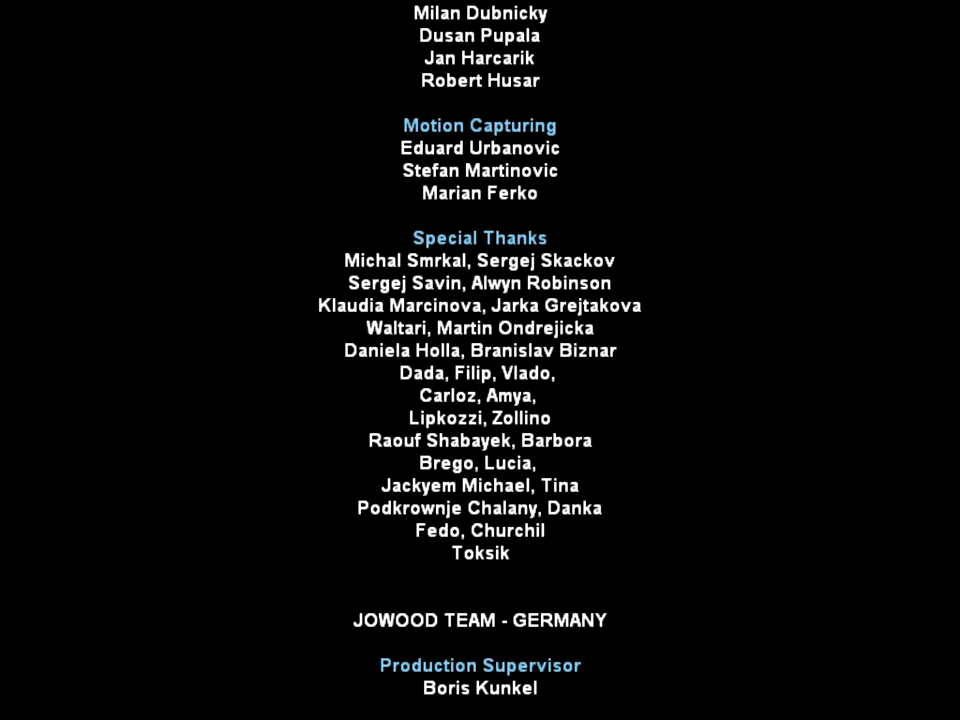 Milan Dubnicky
Dusan Pupala
Jan Harcarik
Robert Husar
Motion Capturing
Eduard Urbanovic
Stefan Martinovic
Marian Ferko
Special Thanks
Michal Smrkal, Sergej Skackov
Sergej Savin, Alwyn Robinson
Klaudia Marcinova, Jarka Grejtakova
Waltari, Martin Ondrejicka
Daniela Holla, Branislav Biznar
Dada, Filip, Vlado,
Carloz, Amya,
Lipkozzi, Zollino
Raouf Shabayek, Barbora
Brego, Lucia,
Jackyem Michael, Tina
Podkrownje Chalany, Danka
Fedo, Churchil
Toksik
JOWOOD TEAM - GERMANY
Production Supervisor
Boris Kunkel